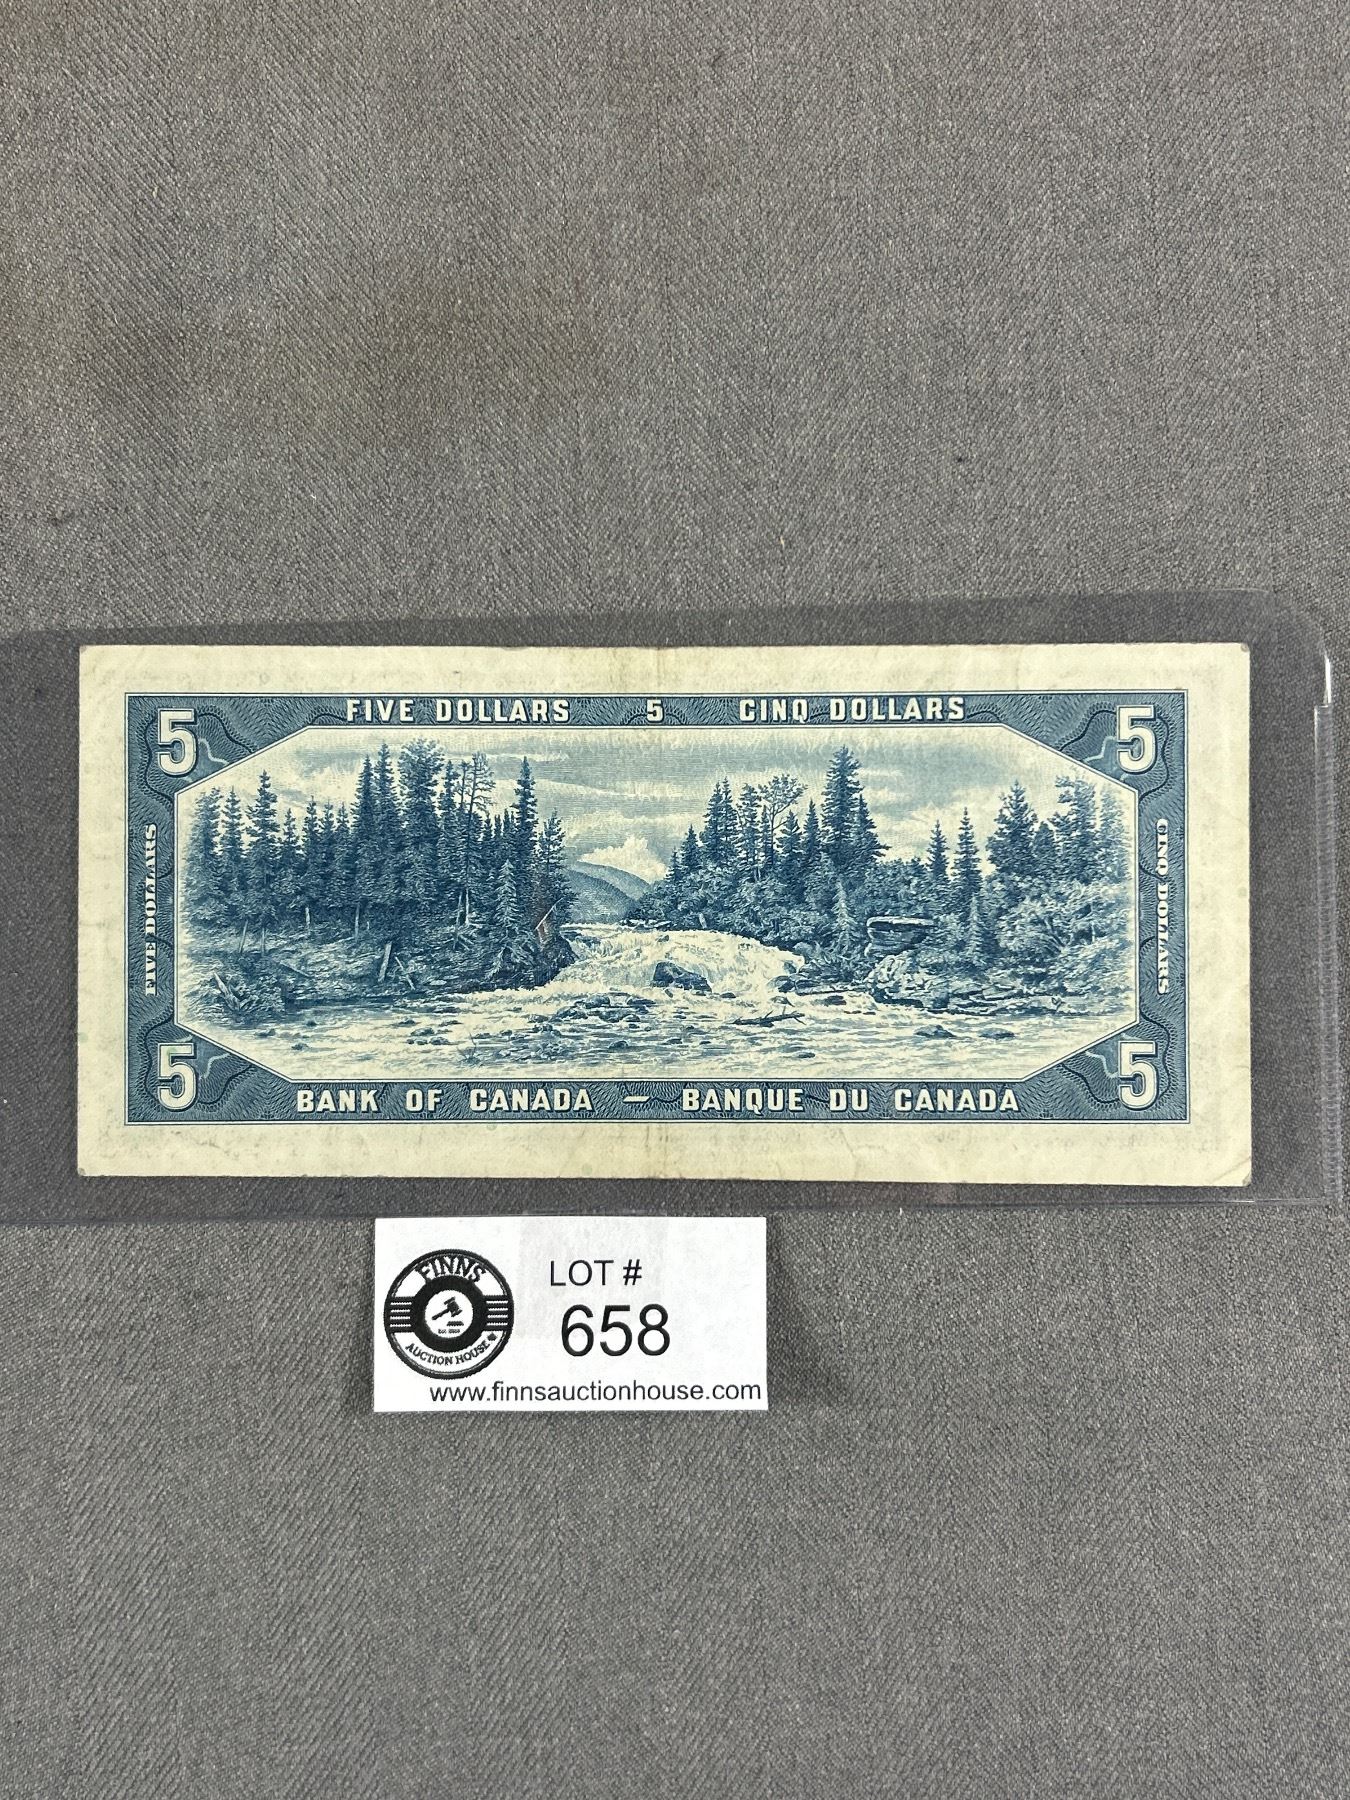 FIVE DOLLARS 5 CINQ DOLLARS
5 5
FIVE DOLLARS
CINQ DOLLARS
5 5
BANK OF CANADA – BANQUE DU CANADA
FINNS
AUCTION HOUSE
LOT #
658
www.finnsauctionhouse.com